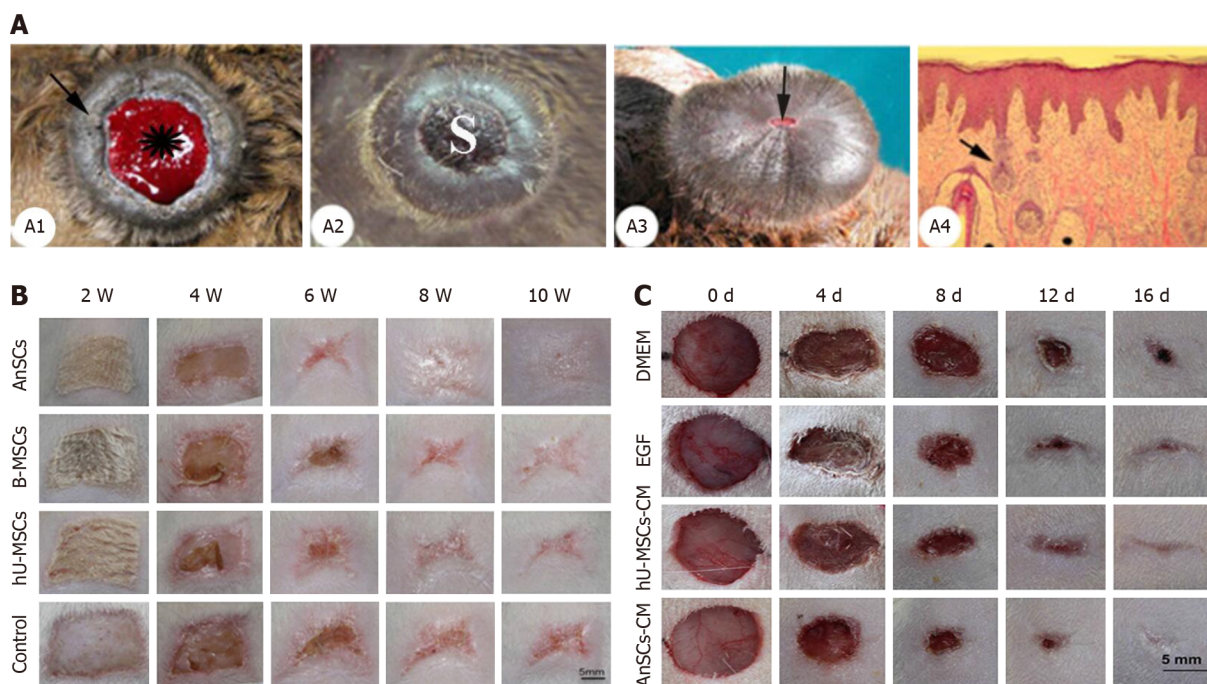 A
S
A1
A2
A3
A4
B
2 W
4 W
6 W
8 W
10 W
AnSCs
B-MSCs
hU-MSCs
Control
5mm
C
0 d
4 d
8 d
12 d
16 d
DMEM
EGF
hU-MSCs-CM
AnSCs-CM
5 mm